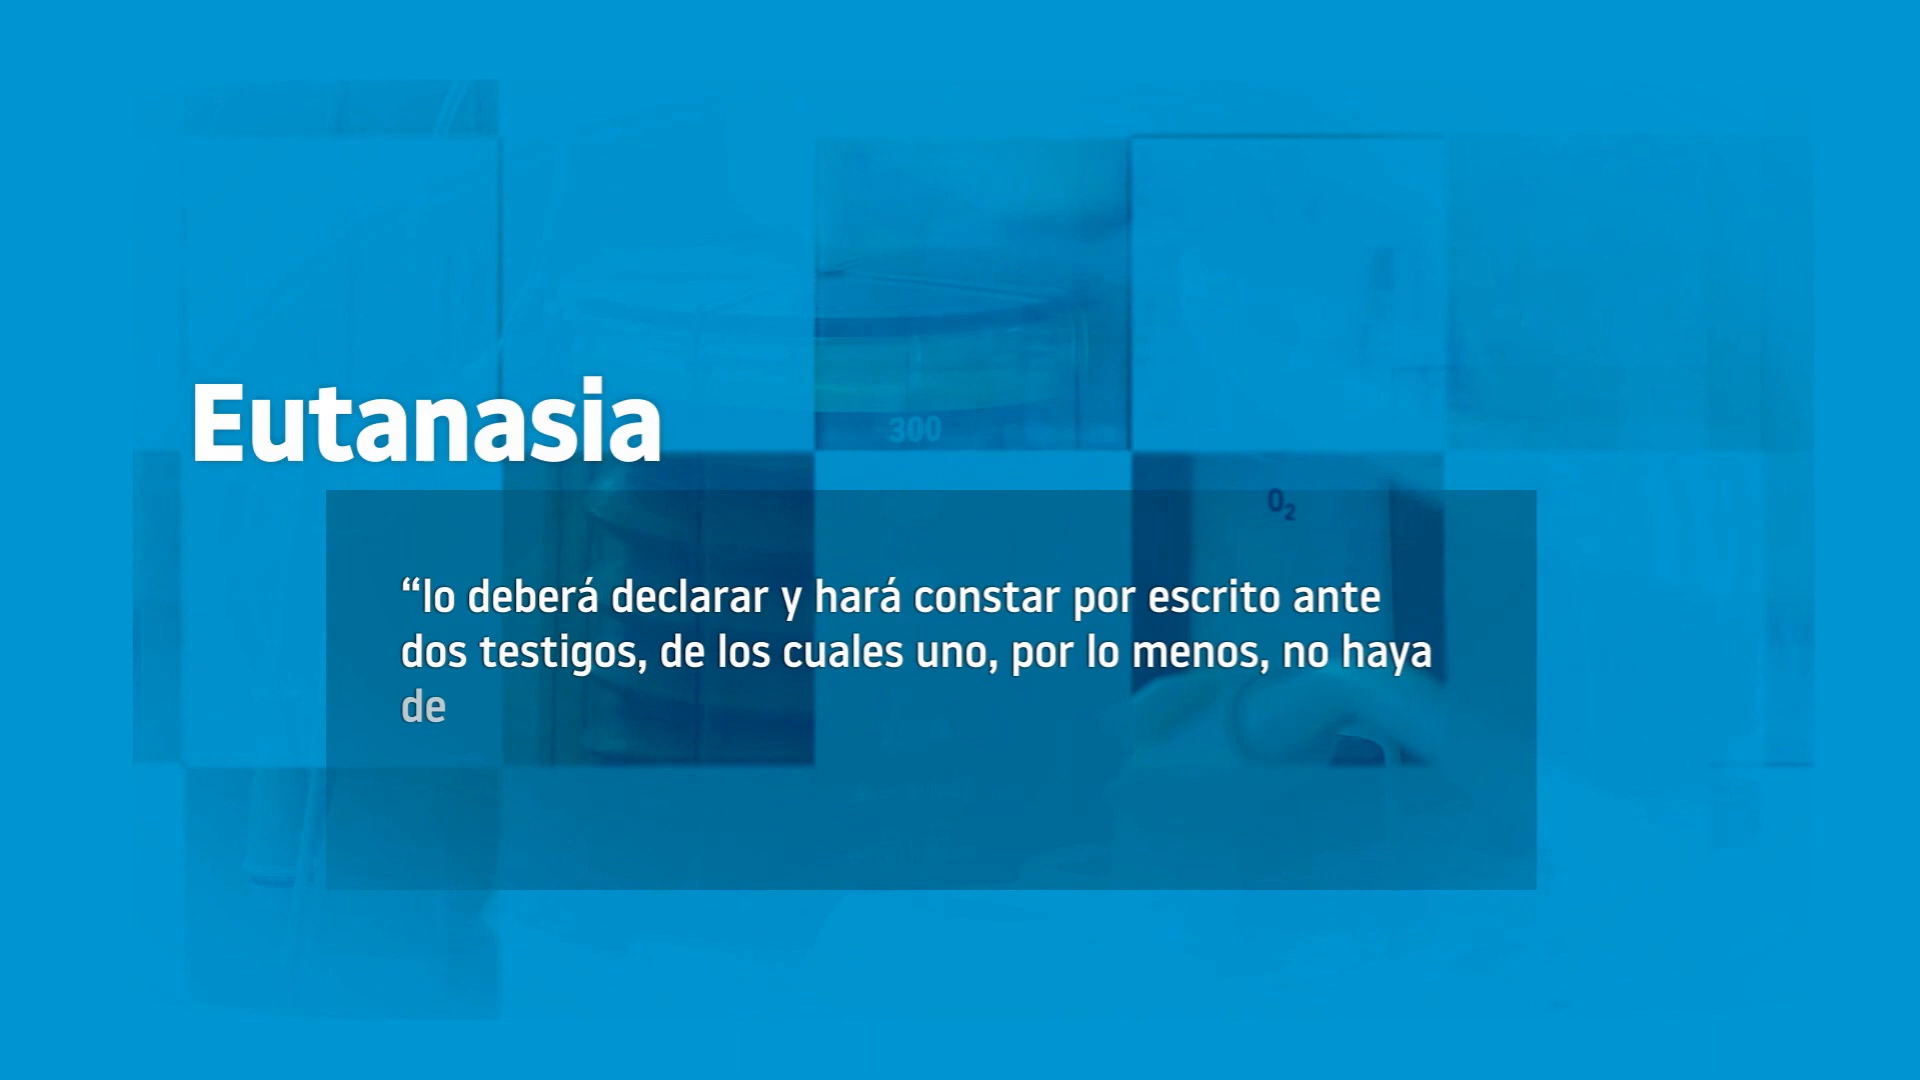 300
Eutanasia
O₂
“lo deberá declarar y hará constar por escrito ante
dos testigos, de los cuales uno, por lo menos, no haya
de